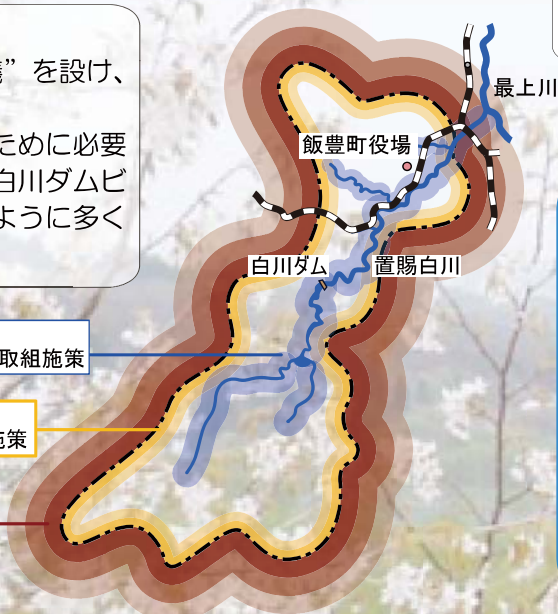 ”を設け、
ために必要
白川ダムビ
ように多く
最上川
飯豊町役場
白川ダム
置賜白川
取組施策
施策